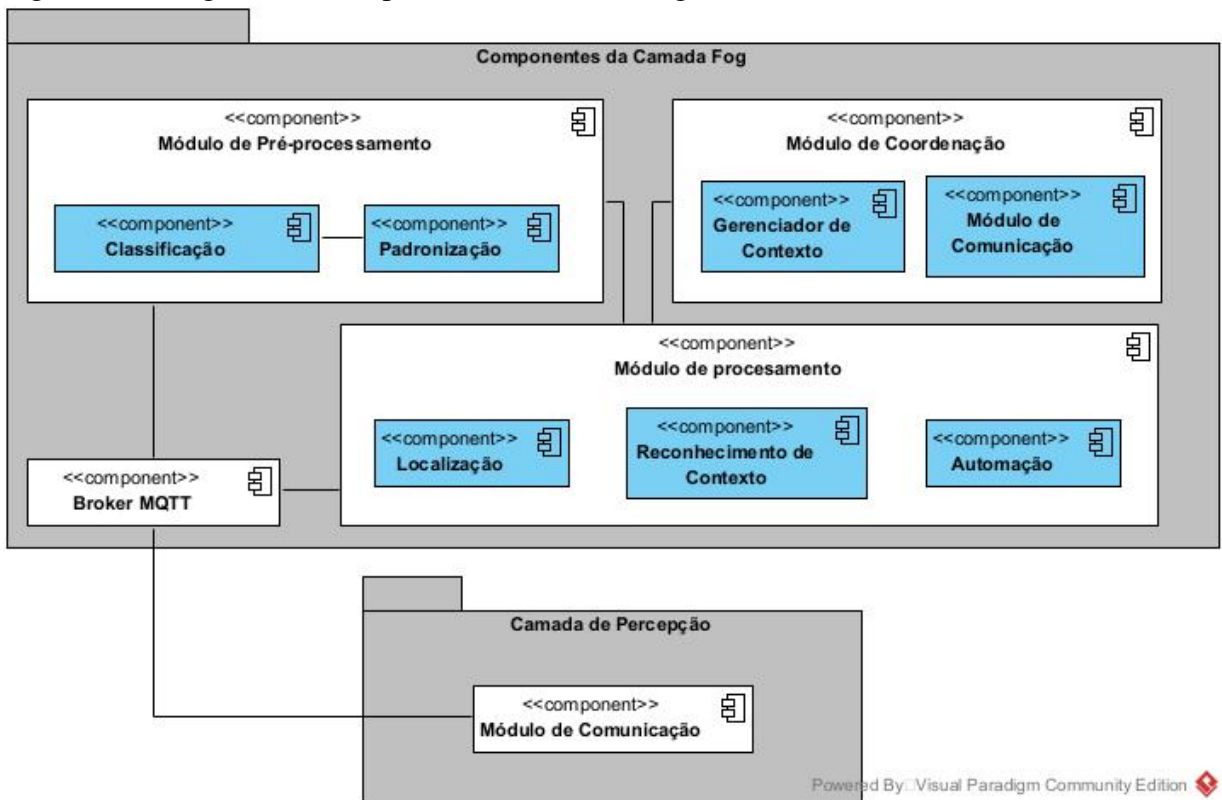 Componentes da Camada Fog
<<component>>
Módulo de Pré-processamento
<<component>>
Classificação
<<component>>
Padronização
<<component>>
Módulo de Coordenação
<<component>>
Gerenciador de
Contexto
<<component>>
Módulo de
Comunicação
<<component>>
Módulo de procesamento
<<component>>
Localização
<<component>>
Reconhecimento de
Contexto
<<component>>
Automação
<<component>>
Broker MQTT
Camada de Percepção
<<component>>
Módulo de Comunicação
Powered By Visual Paradigm Community Edition